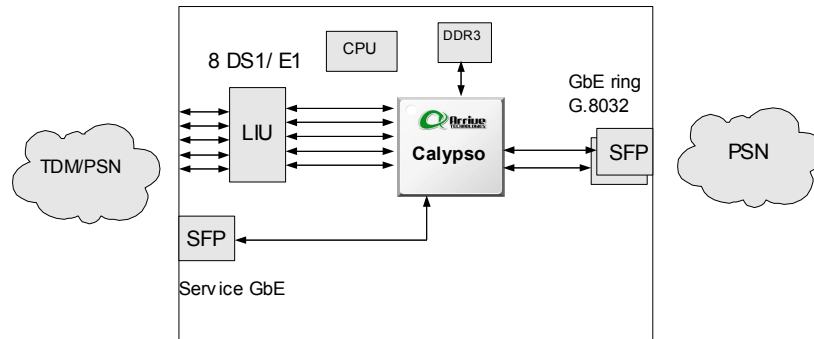 CPU
DDR3
8 DS1/ E1
GbE ring
G.8032
LIU
Arrive
TECHNOLOGIES
Calypso
SFP
TDM/PSN
PSN
SFP
Service GbE